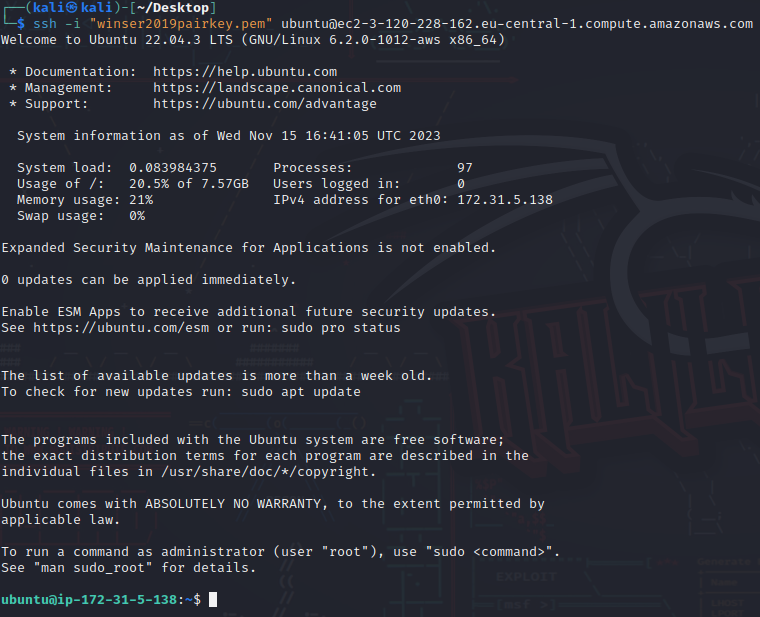 (kali㉿kali)-[~/Desktop]
$ ssh -i "winser2019pairkey.pem" ubuntu@ec2-3-120-228-162.eu-central-1.compute.amazonaws.com
Welcome to Ubuntu 22.04.3 LTS (GNU/Linux 6.2.0-1012-aws x86_64)
* Documentation:  https://help.ubuntu.com
* Management:     https://landscape.canonical.com
* Support:        https://ubuntu.com/advantage
System information as of Wed Nov 15 16:41:05 UTC 2023
System load:  0.083984375       Processes:             97
Usage of /:   20.5% of 7.57GB   Users logged in:       0
Memory usage: 21%               IPv4 address for eth0: 172.31.5.138
Swap usage:   0%
Expanded Security Maintenance for Applications is not enabled.
0 updates can be applied immediately.
Enable ESM Apps to receive additional future security updates.
See https://ubuntu.com/esm or run: sudo pro status
The list of available updates is more than a week old.
To check for new updates run: sudo apt update
The programs included with the Ubuntu system are free software;
the exact distribution terms for each program are described in the
individual files in /usr/share/doc/*/copyright.
Ubuntu comes with ABSOLUTELY NO WARRANTY, to the extent permitted by
applicable law.
To run a command as administrator (user "root"), use "sudo <command>".
See "man sudo_root" for details.
ubuntu@ip-172-31-5-138:~$
EXPLOIT